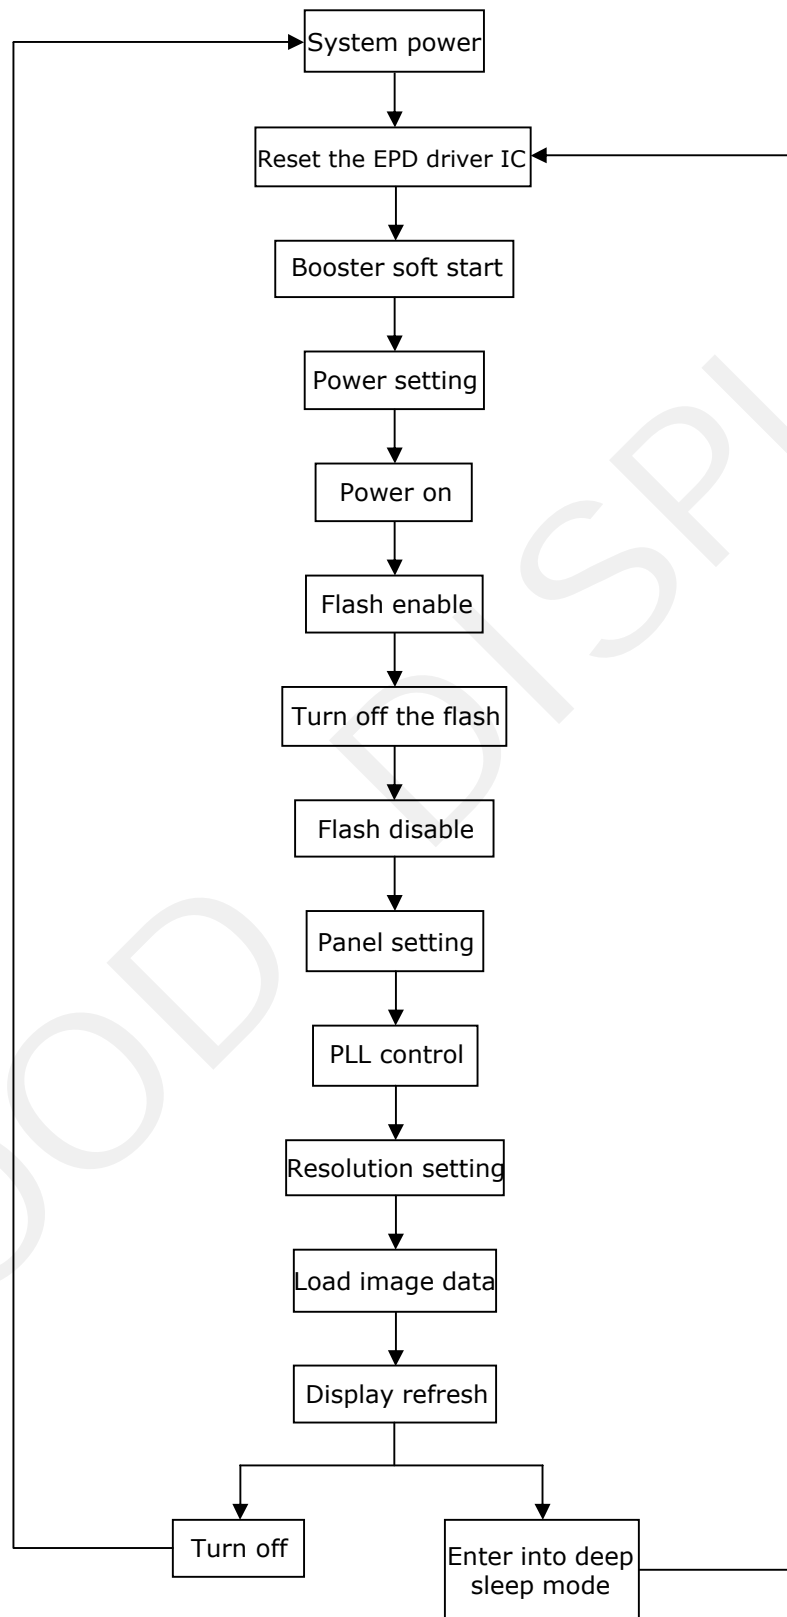 System power
Reset the EPD driver IC
Booster soft start
Power setting
Power on
Flash enable
Turn off the flash
Flash disable
Panel setting
PLL control
Resolution setting
Load image data
Display refresh
Turn off
Enter into deep
sleep mode
OOD DISPL